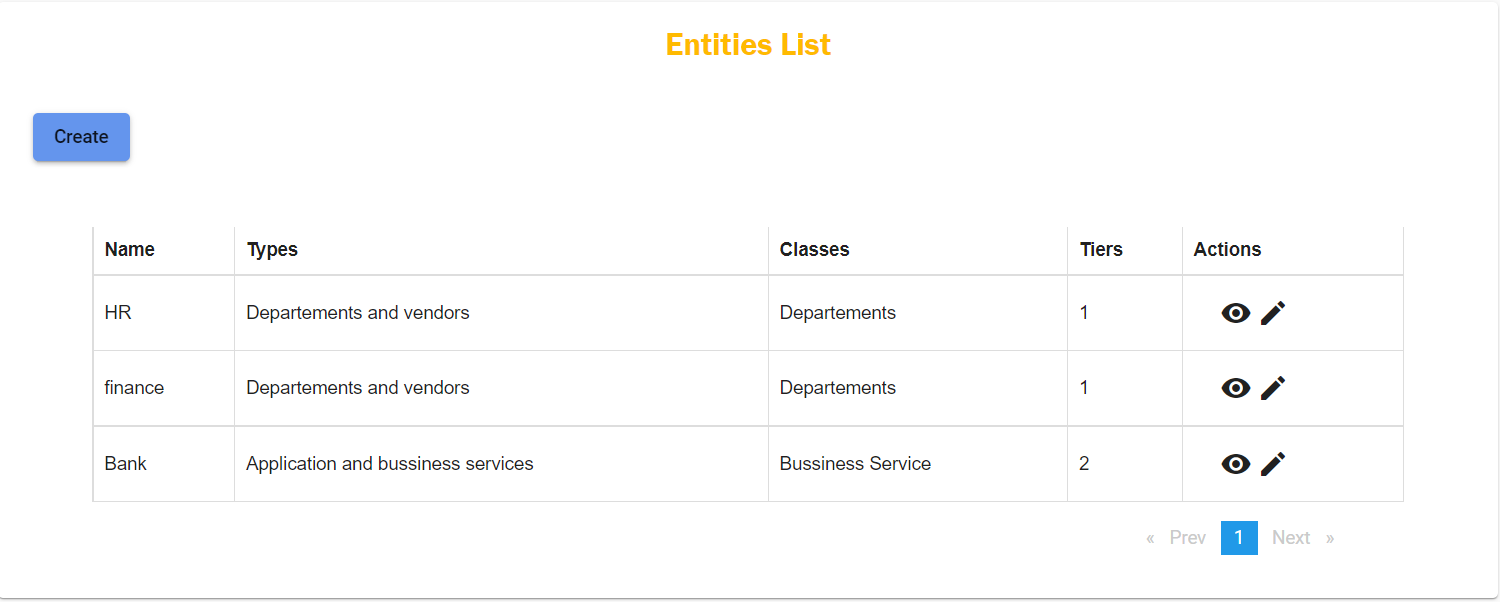 Entities List
Create
Name Types Classes Tiers Actions
HR Departements and vendors Departements 1
finance Departements and vendors Departements 1
Bank Application and bussiness services Bussiness Service 2
« Prev 1 Next »